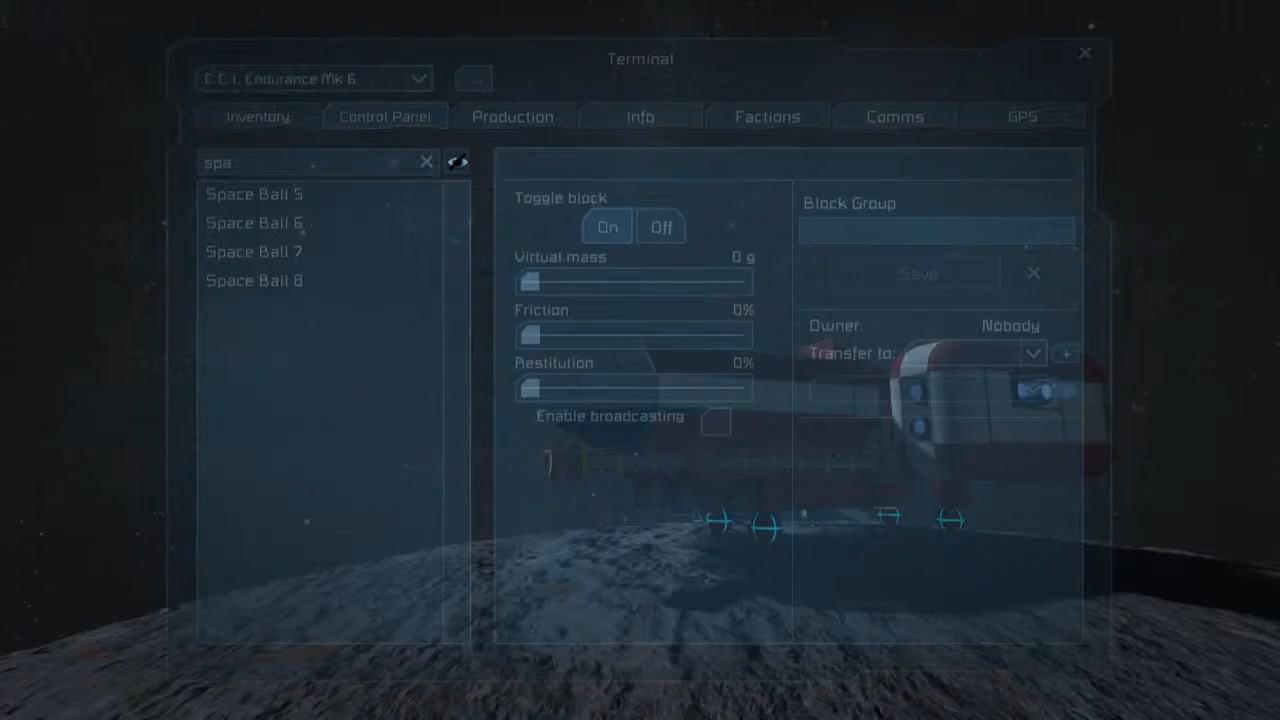 Terminal
E.C.I. Endurance Mk 6
...
Inventory
Control Panel
Production
Info
Factions
Comms
GPS
spa
Space Ball 5
Space Ball 6
Space Ball 7
Space Ball 8
Toggle block
On Off
Virtual mass 0 g
Friction 0%
Restitution 0%
Enable broadcasting
Block Group
Save
Owner: Nobody
Transfer to: